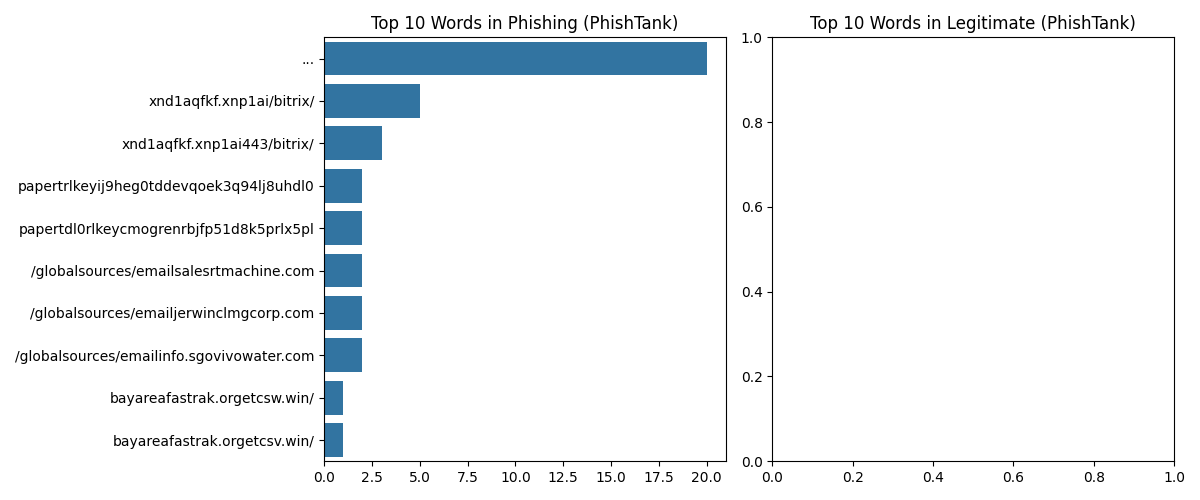 Top 10 Words in Phishing (PhishTank)
...
xnd1aqfkf.xnp1ai/bitrix/
xnd1aqfkf.xnp1ai443/bitrix/
papertrlkeyij9heg0tddevqoek3q94lj8uhdl0
papertdl0rlkeycmogrenrbjfp51d8k5prlx5pl
/globalsources/emailsalesrtmachine.com
/globalsources/emailjerwinclmgcorp.com
/globalsources/emailinfo.sgovivowater.com
bayareafastrak.orgetcsw.win/
bayareafastrak.orgetcsv.win/
0.0 2.5 5.0 7.5 10.0 12.5 15.0 17.5 20.0
Top 10 Words in Legitimate (PhishTank)
1.0
0.8
0.6
0.4
0.2
0.0
0.0 0.2 0.4 0.6 0.8 1.0